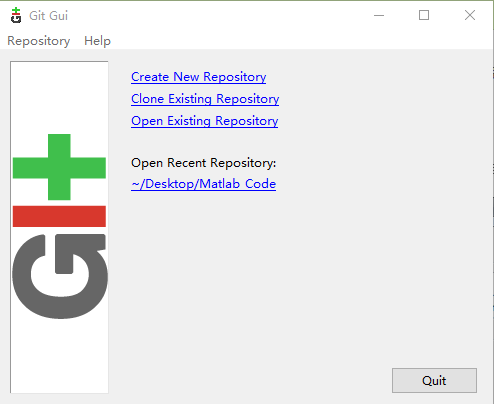 Git Gui
Repository Help
Create New Repository
Clone Existing Repository
Open Existing Repository
Open Recent Repository:
~/Desktop/Matlab Code
GIt
Quit